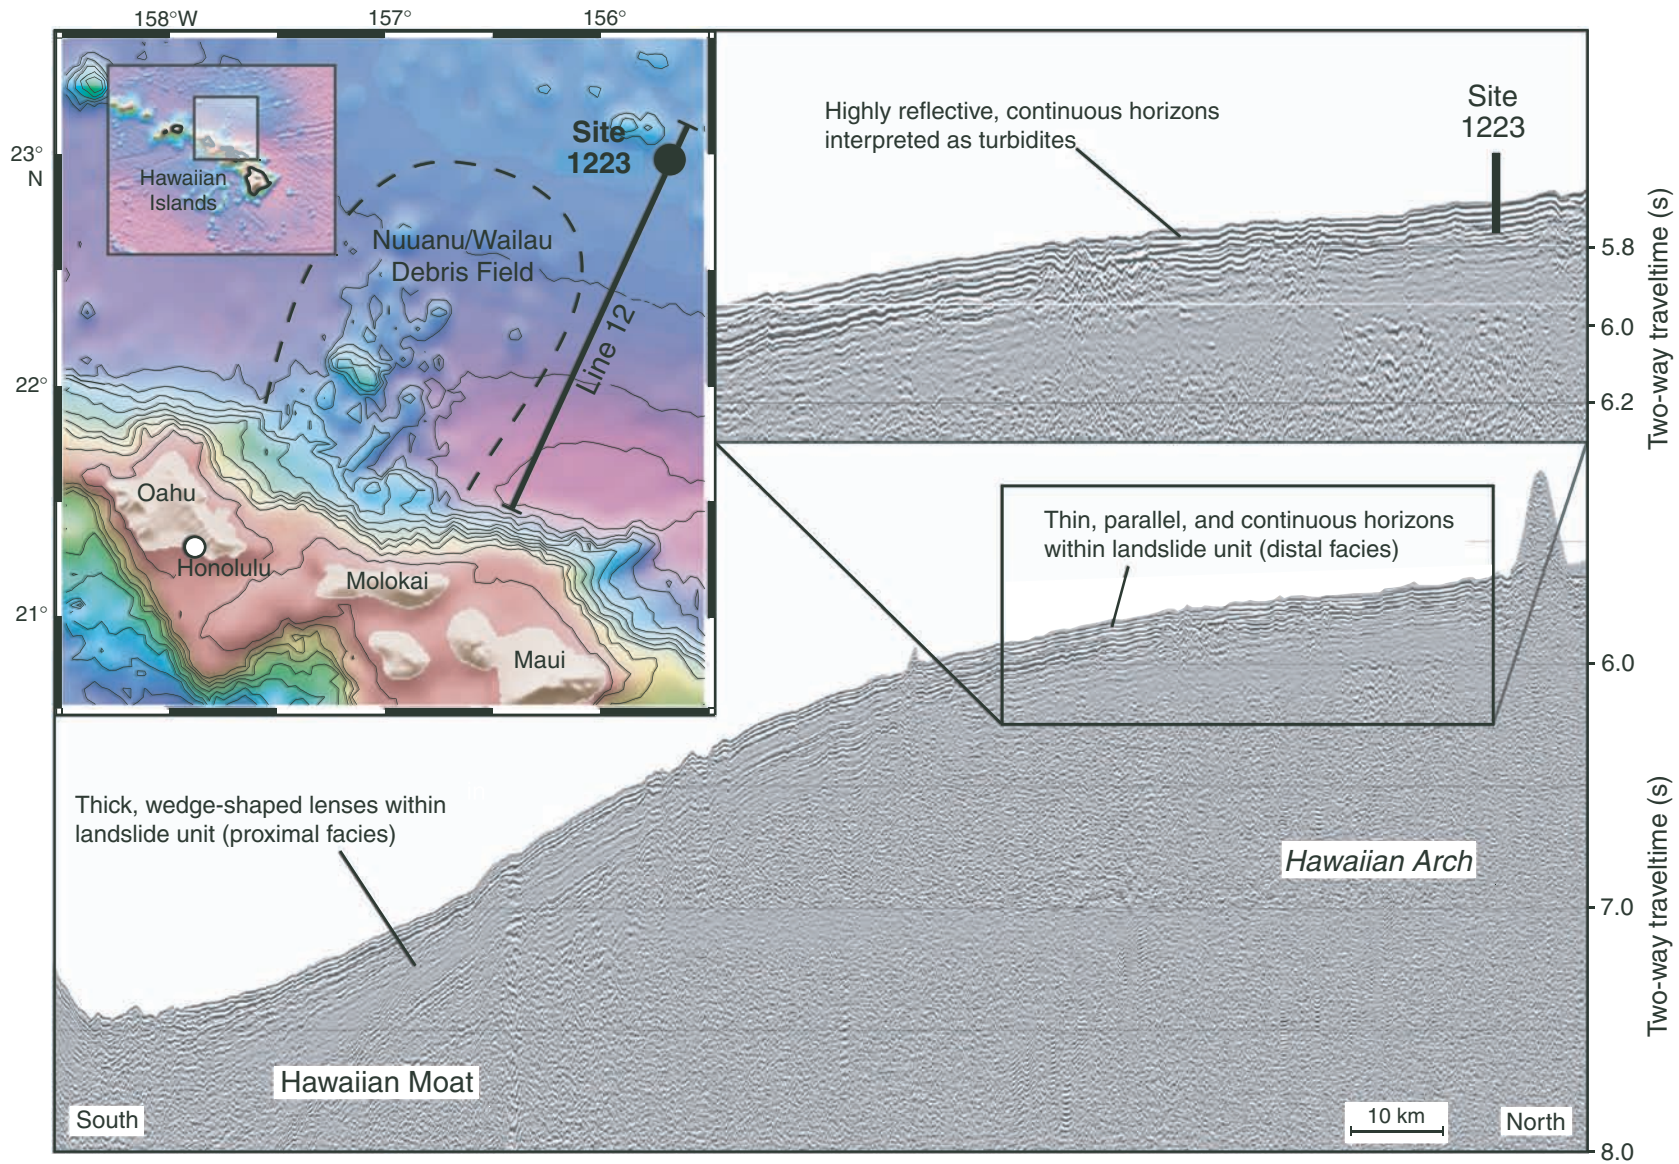 158°W 157° 156°
23°
N
22°
21°
Hawaiian
Islands
Site
1223
Nuuanu/Wailau
Debris Field
Line 12
Oahu
Honolulu
Molokai
Maui
Highly reflective, continuous horizons
interpreted as turbidites
Site
1223
5.8
6.0
6.2
Two-way traveltime (s)
Thin, parallel, and continuous horizons
within landslide unit (distal facies)
Thick, wedge-shaped lenses within
landslide unit (proximal facies)
Hawaiian Arch
Hawaiian Moat
South
10 km
North
6.0
7.0
8.0
Two-way traveltime (s)